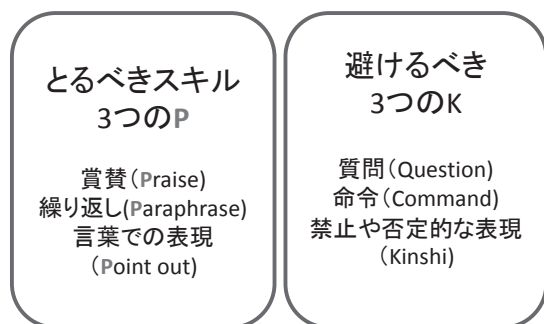 とるべきスキル
3つのP
賞賛（Praise)
繰り返し(Paraphrase)
言葉での表現
（Point out)
避けるべき
3つのK
質問（Question)
命令（Command)
禁止や否定的な表現
（Kinshi)